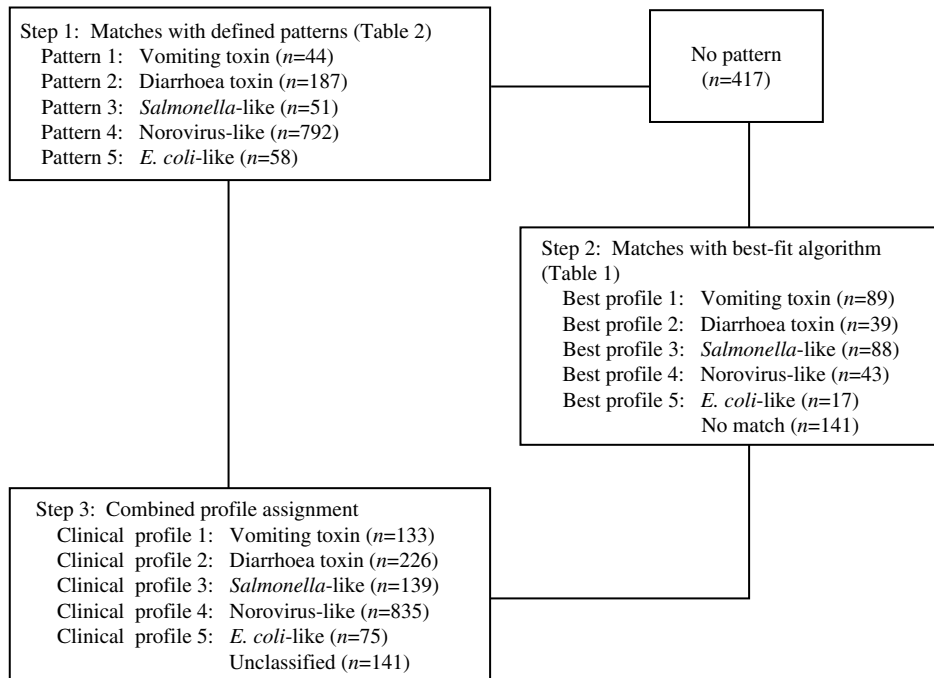 Step 1: Matches with defined patterns (Table 2)
Pattern 1: Vomiting toxin (n=44)
Pattern 2: Diarrhoea toxin (n=187)
Pattern 3: Salmonella-like (n=51)
Pattern 4: Norovirus-like (n=792)
Pattern 5: E. coli-like (n=58)
No pattern
(n=417)
Step 2: Matches with best-fit algorithm
(Table 1)
Best profile 1: Vomiting toxin (n=89)
Best profile 2: Diarrhoea toxin (n=39)
Best profile 3: Salmonella-like (n=88)
Best profile 4: Norovirus-like (n=43)
Best profile 5: E. coli-like (n=17)
No match (n=141)
Step 3: Combined profile assignment
Clinical profile 1: Vomiting toxin (n=133)
Clinical profile 2: Diarrhoea toxin (n=226)
Clinical profile 3: Salmonella-like (n=139)
Clinical profile 4: Norovirus-like (n=835)
Clinical profile 5: E. coli-like (n=75)
Unclassified (n=141)